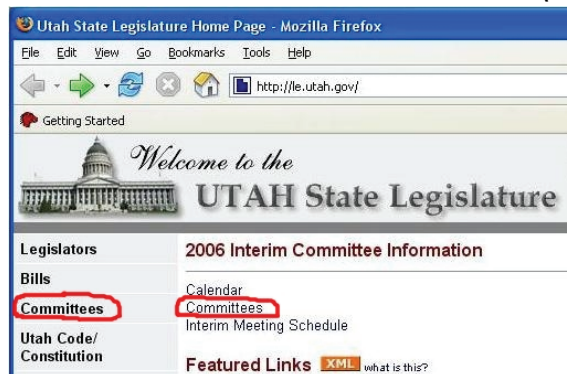 Utah State Legislature Home Page - Mozilla Firefox
File Edit View Go Bookmarks Tools Help
http://le.utah.gov/
Getting Started
Welcome to the
UTAH State Legislature
Legislators
Bills
Committees
Utah Code/
Constitution
2006 Interim Committee Information
Calendar
Committees
Interim Meeting Schedule
Featured Links XML what is this?